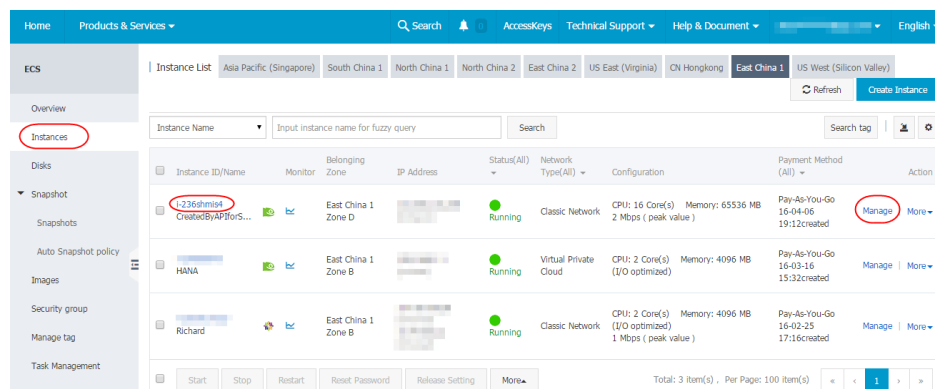 Home Products & Services Search 0 AccessKeys Technical Support Help & Document English
ECS
Instance List Asia Pacific (Singapore) South China 1 North China 1 North China 2 East China 2 US East (Virginia) CN Hongkong East China 1 US West (Silicon Valley)
Refresh Create Instance
Overview
Instance Name Input instance name for fuzzy query Search Search tag
Instances
Instance ID/Name Monitor Belonging Zone IP Address Status(All) Network Type(All) Configuration Payment Method (All) Action
Disks
Snapshot
i-236shmis4
CreatedByAPIforS...
East China 1
Zone D
Running
Classic Network
CPU: 16 Core(s) Memory: 65536 MB
2 Mbps ( peak value )
Pay-As-You-Go
16-04-06
19:12created
Manage More
Snapshots
Auto Snapshot policy
HANA
East China 1
Zone B
Running
Virtual Private
Cloud
CPU: 2 Core(s) Memory: 4096 MB
(I/O optimized)
Pay-As-You-Go
16-03-16
15:32created
Manage More
Images
Security group
Richard
East China 1
Zone B
Running
Classic Network
CPU: 2 Core(s) Memory: 4096 MB
(I/O optimized)
1 Mbps ( peak value )
Pay-As-You-Go
16-02-25
17:16created
Manage More
Manage tag
Task Management
Start Stop Restart Reset Password Release Setting More Total: 3 item(s) , Per Page: 100 item(s) « ‹ 1 › »